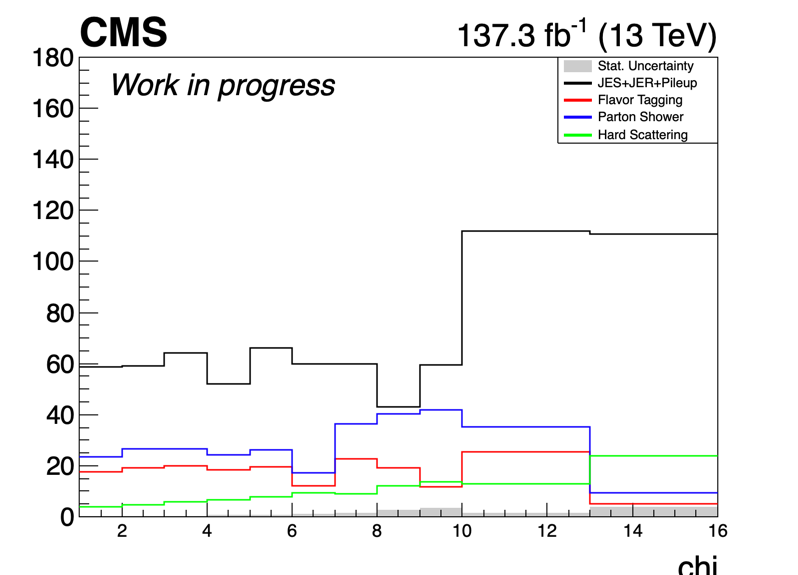 CMS 137.3 fb-1 (13 TeV)
180
Work in progress
Stat. Uncertainty
JES+JER+Pileup
Flavor Tagging
Parton Shower
Hard Scattering
160
140
120
100
80
60
40
20
0
2 4 6 8 10 12 14 16
chi